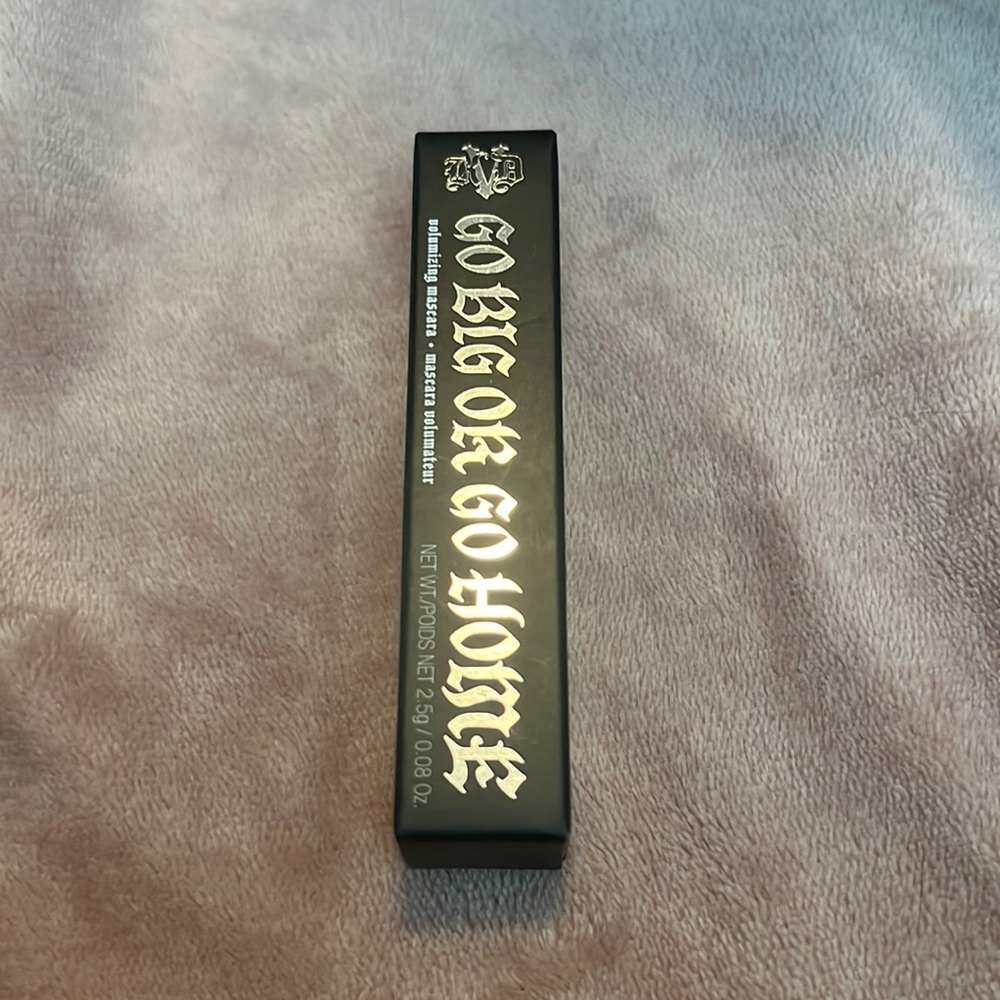 KVD
GO BIG OR GO HOME
volumizing mascara • mascara volumateur
NET WT./POIDS NET 2.5g / 0.08 Oz.